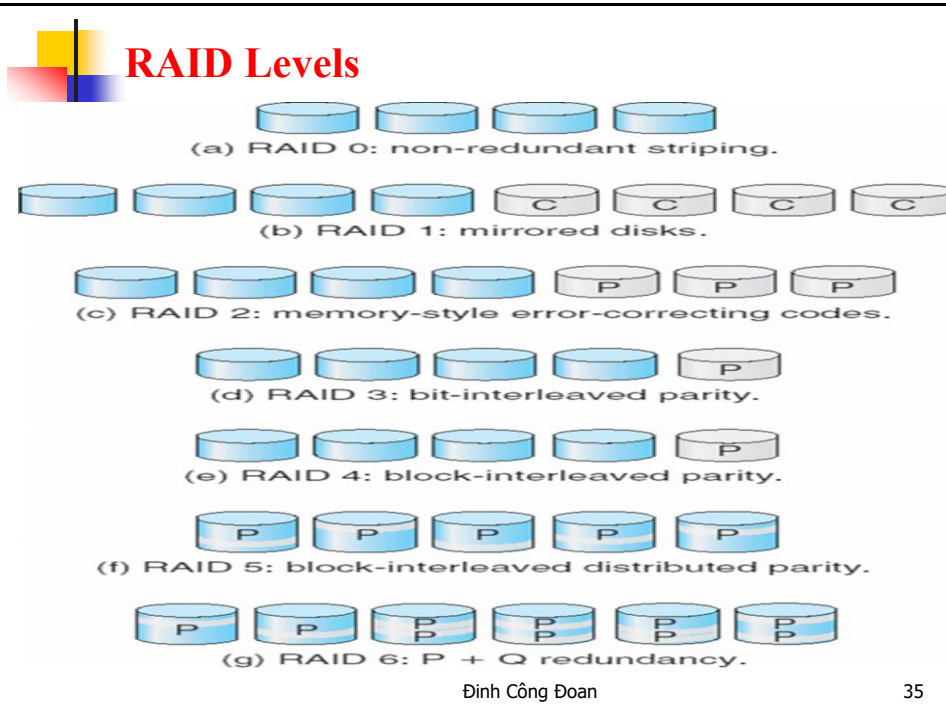 RAID Levels
(a) RAID 0: non-redundant striping.
C C C C
(b) RAID 1: mirrored disks.
P P P
(c) RAID 2: memory-style error-correcting codes.
P
(d) RAID 3: bit-interleaved parity.
P
(e) RAID 4: block-interleaved parity.
P P P P P
(f) RAID 5: block-interleaved distributed parity.
P P P P P P
P P P P
(g) RAID 6: P + Q redundancy.
Đinh Công Đoan 35